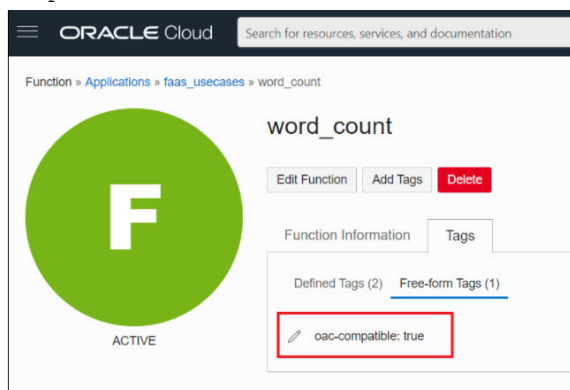 ORACLE Cloud
Search for resources, services, and documentation
Function » Applications » faas_usecases » word_count
F
ACTIVE
word_count
Edit Function Add Tags Delete
Function Information Tags
Defined Tags (2) Free-form Tags (1)
oac-compatible: true